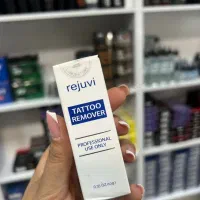 rejuvi
TATTOO
REMOVER
PROFESSIONAL
USE ONLY